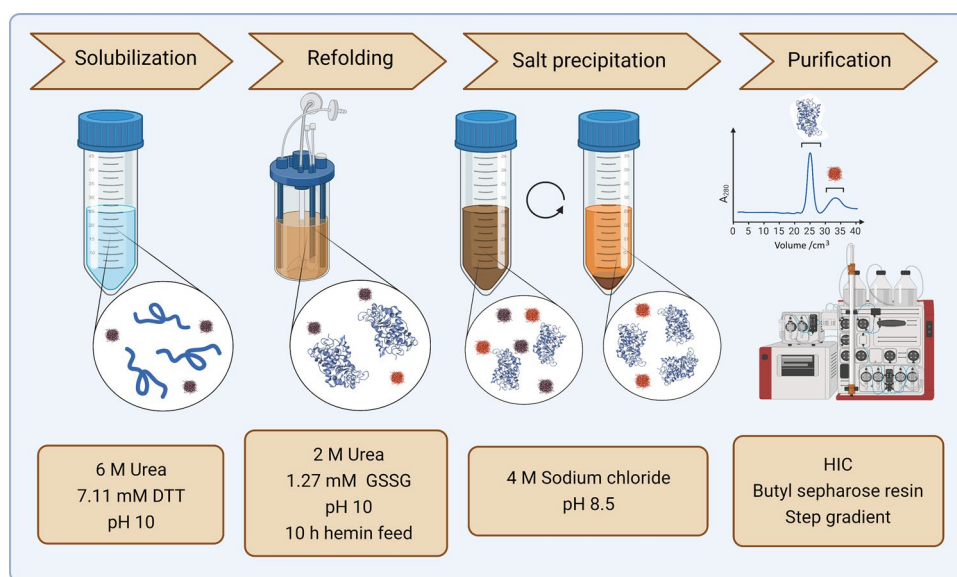 Solubilization
Refolding
Salt precipitation
Purification
A280
0 5 10 15 20 25 30 35 40
Volume /cm³
6 M Urea
7.11 mM DTT
pH 10
2 M Urea
1.27 mM GSSG
pH 10
10 h hemin feed
4 M Sodium chloride
pH 8.5
HIC
Butyl sepharose resin
Step gradient